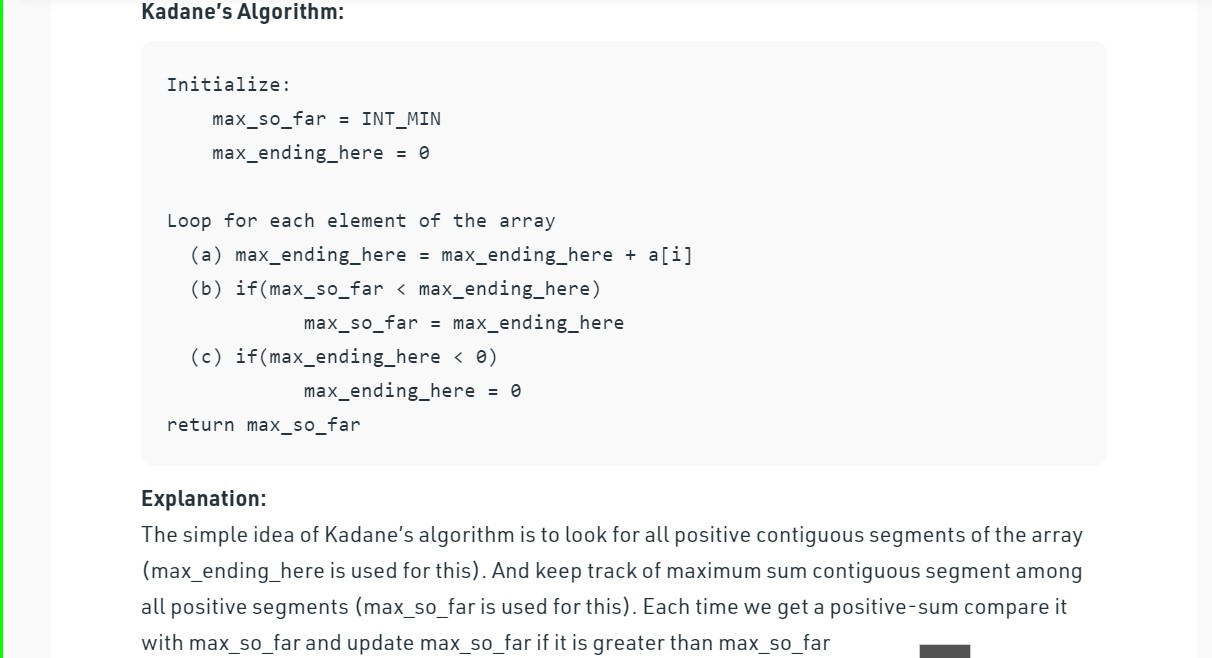 Kadane's Algorithm:
Initialize:
    max_so_far = INT_MIN
    max_ending_here = 0

Loop for each element of the array
  (a) max_ending_here = max_ending_here + a[i]
  (b) if(max_so_far < max_ending_here)
            max_so_far = max_ending_here
  (c) if(max_ending_here < 0)
            max_ending_here = 0
return max_so_far
Explanation:
The simple idea of Kadane's algorithm is to look for all positive contiguous segments of the array
(max_ending_here is used for this). And keep track of maximum sum contiguous segment among
all positive segments (max_so_far is used for this). Each time we get a positive-sum compare it
with max_so_far and update max_so_far if it is greater than max_so_far